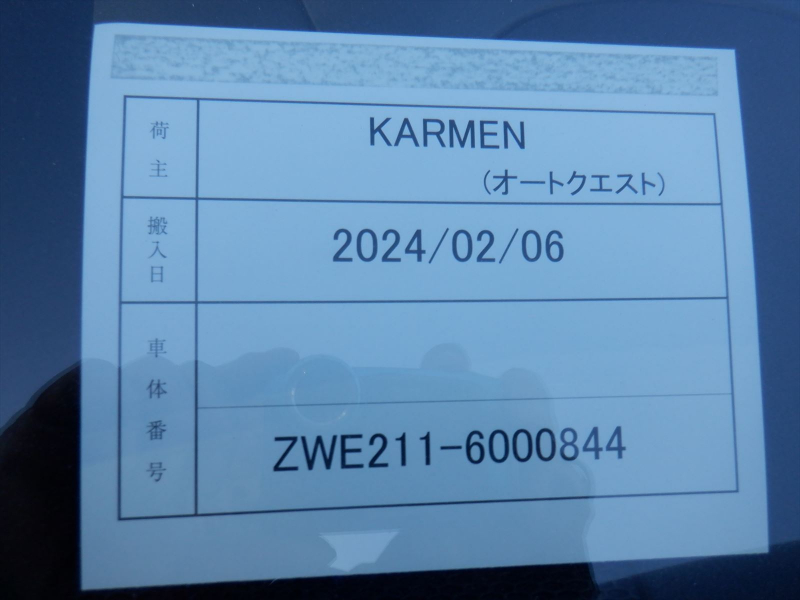 荷主
KARMEN
(オートクエスト)
搬入日
2024/02/06
車体番号
ZWE211-6000844